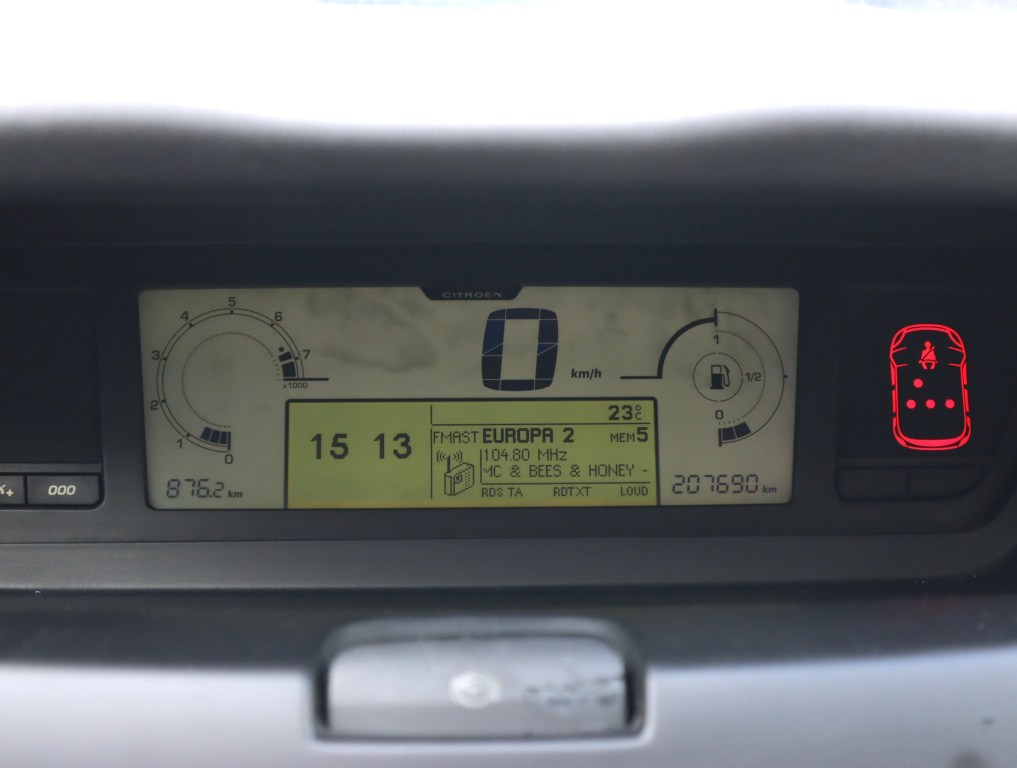 CITROËN
5
4
6
3
7
x1000
2
1
0
0
km/h
1
1/2
0
23°C
15 13
FMAST EUROPA 2 MEM5
104.80 MHz
MC & BEES & HONEY -
RDS TA RDTXT LOUD
876.2 km
207690 km
000